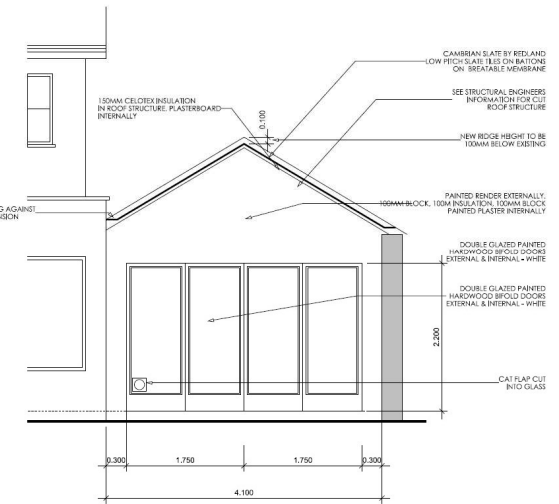 CAMBRIAN SLATE BY REDLAND
LOW PITCH SLATE TILES ON BATTONS
ON BREATABLE MEMBRANE
SEE STRUCTURAL ENGINEERS
INFORMATION FOR CUT
ROOF STRUCTURE
150MM CELOTEX INSULATION
IN ROOF STRUCTURE. PLASTERBOARD
INTERNALLY
0.100
NEW RIDGE HEIGHT TO BE
100MM BELOW EXISTING
G AGAINST
NSION
PAINTED RENDER EXTERNALLY,
100MM BLOCK, 100M INSULATION, 100MM BLOCK
PAINTED PLASTER INTERNALLY
DOUBLE GLAZED PAINTED
HARDWOOD BIFOLD DOORS
EXTERNAL & INTERNAL - WHITE
DOUBLE GLAZED PAINTED
HARDWOOD BIFOLD DOORS
EXTERNAL & INTERNAL - WHITE
2.200
CAT FLAP CUT
INTO GLASS
0.300 1.750 1.750 0.300
4.100